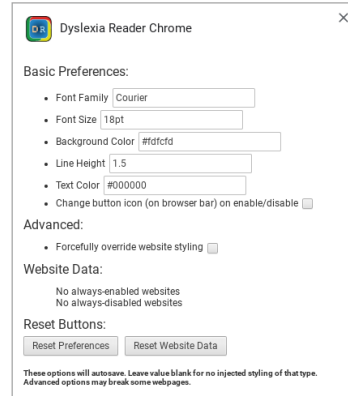 DR Dyslexia Reader Chrome
Basic Preferences:
Font Family Courier
Font Size 18pt
Background Color #fdfcfd
Line Height 1.5
Text Color #000000
Change button icon (on browser bar) on enable/disable
Advanced:
Forcefully override website styling
Website Data:
No always-enabled websites
No always-disabled websites
Reset Buttons:
Reset Preferences Reset Website Data
These options will autosave. Leave value blank for no injected styling of that type.
Advanced options may break some webpages.